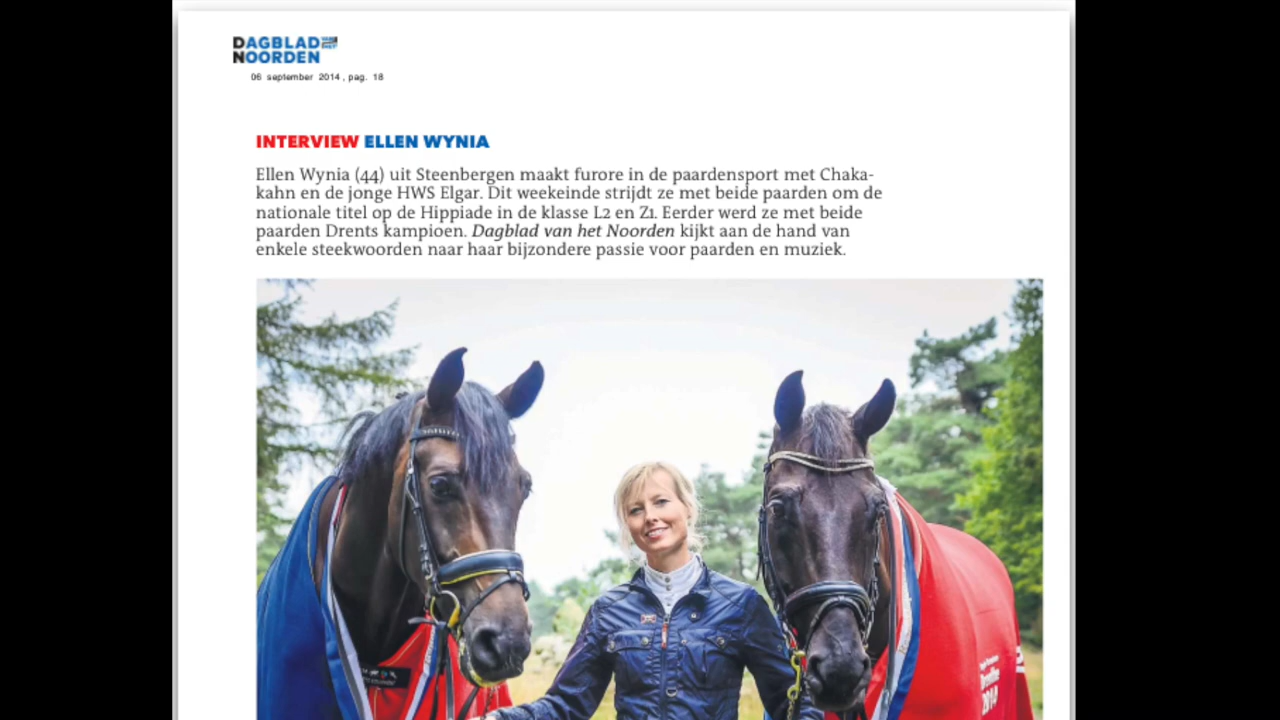 DAGBLAD VAN HET
NOORDEN
06 september 2014, pag. 18
INTERVIEW ELLEN WYNIA
Ellen Wynia (44) uit Steenbergen maakt furore in de paardensport met Chaka-
kahn en de jonge HWS Elgar. Dit weekeinde strijdt ze met beide paarden om de
nationale titel op de Hippiade in de klasse L2 en Z1. Eerder werd ze met beide
paarden Drents kampioen. Dagblad van het Noorden kijkt aan de hand van
enkele steekwoorden naar haar bijzondere passie voor paarden en muziek.
2014